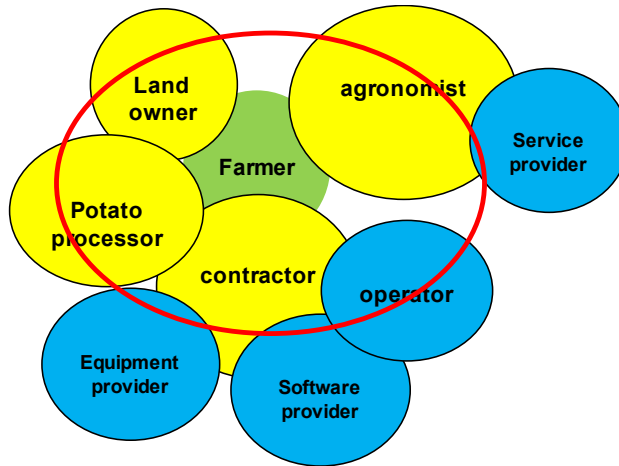 Land
owner
agronomist
Service
provider
Farmer
Potato
processor
contractor
operator
Equipment
provider
Software
provider